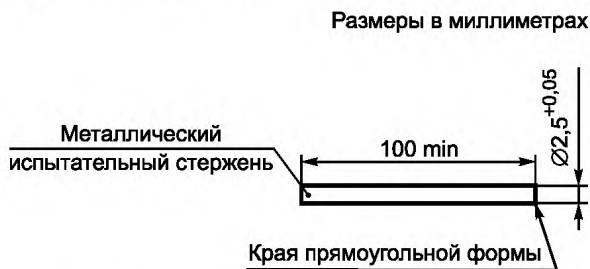 Размеры в миллиметрах
Ø2,5+0,05
Металлический
испытательный стержень
100 min
Края прямоугольной формы